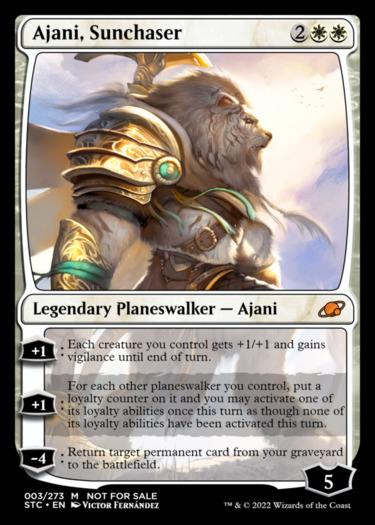 Ajani, Sunchaser 2
Legendary Planeswalker — Ajani
+1 : Each creature you control gets +1/+1 and gains
vigilance until end of turn.
For each other planeswalker you control, put a
loyalty counter on it and you may activate one of
+1 : its loyalty abilities once this turn as though none of
its loyalty abilities have been activated this turn.
-4 : Return target permanent card from your graveyard
to the battlefield.
5
003/273 M NOT FOR SALE
STC • EN Victor Fernández ™ & © 2022 Wizards of the Coast